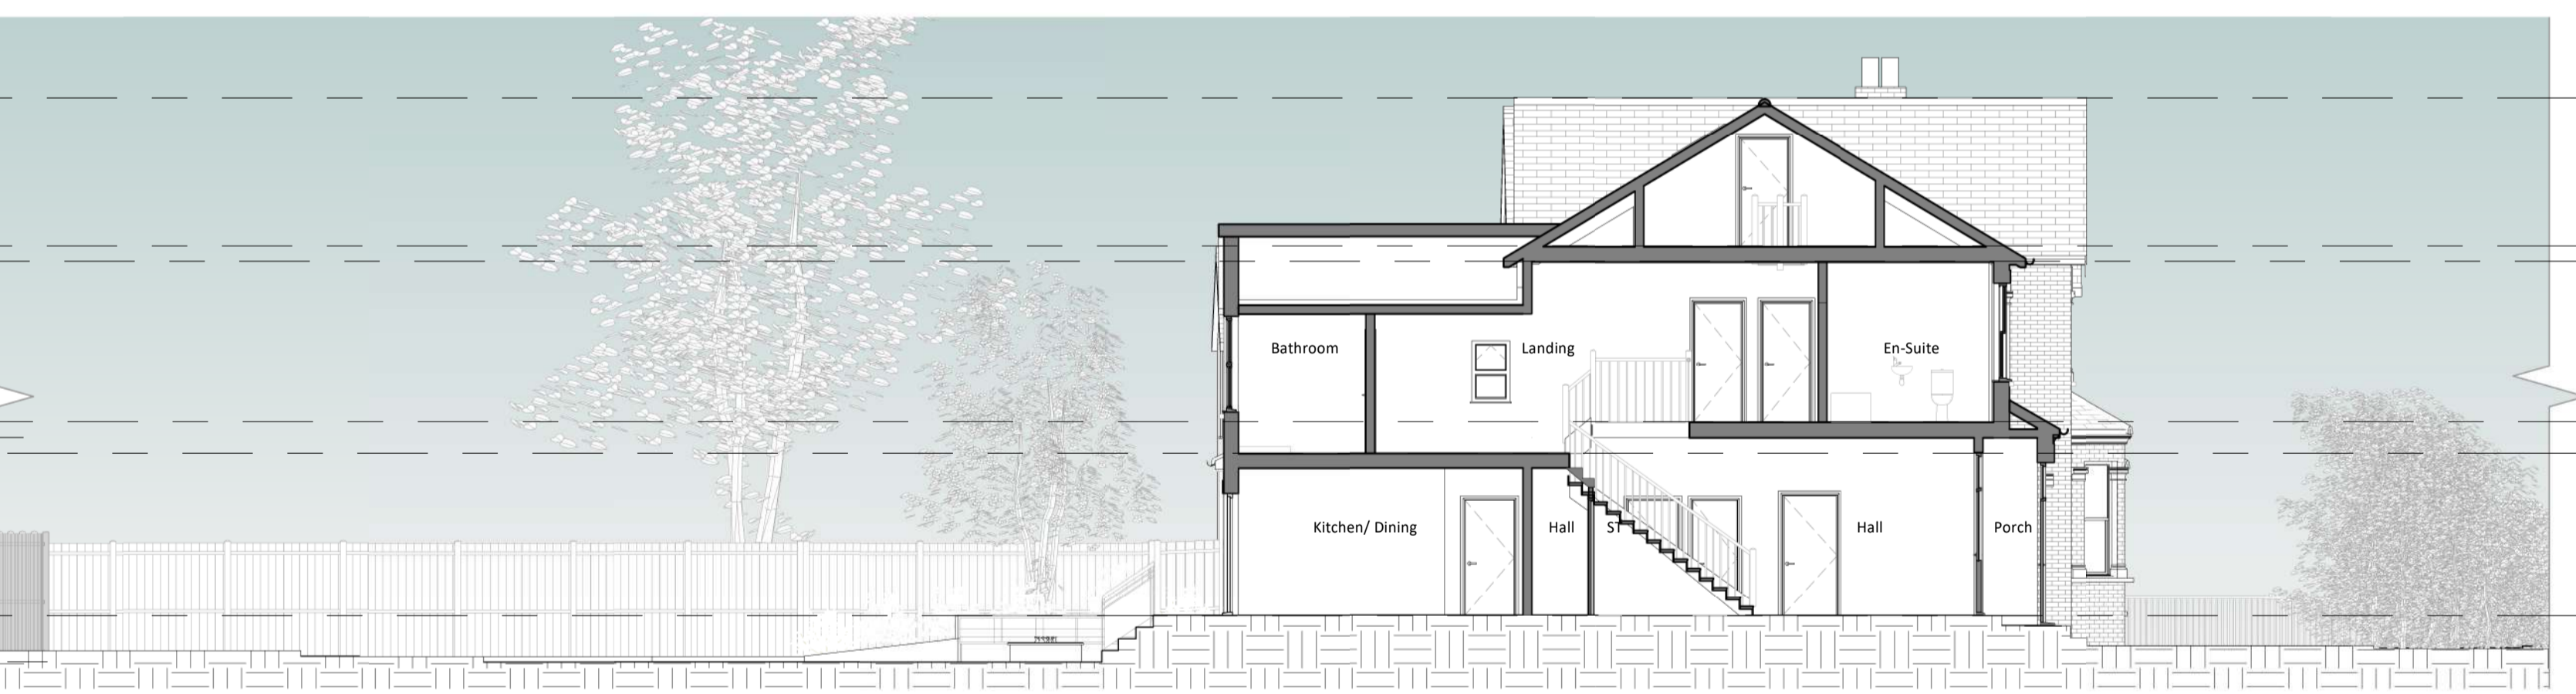 Bathroom
Landing
En-Suite
Kitchen/ Dining
Hall
ST
Hall
Porch